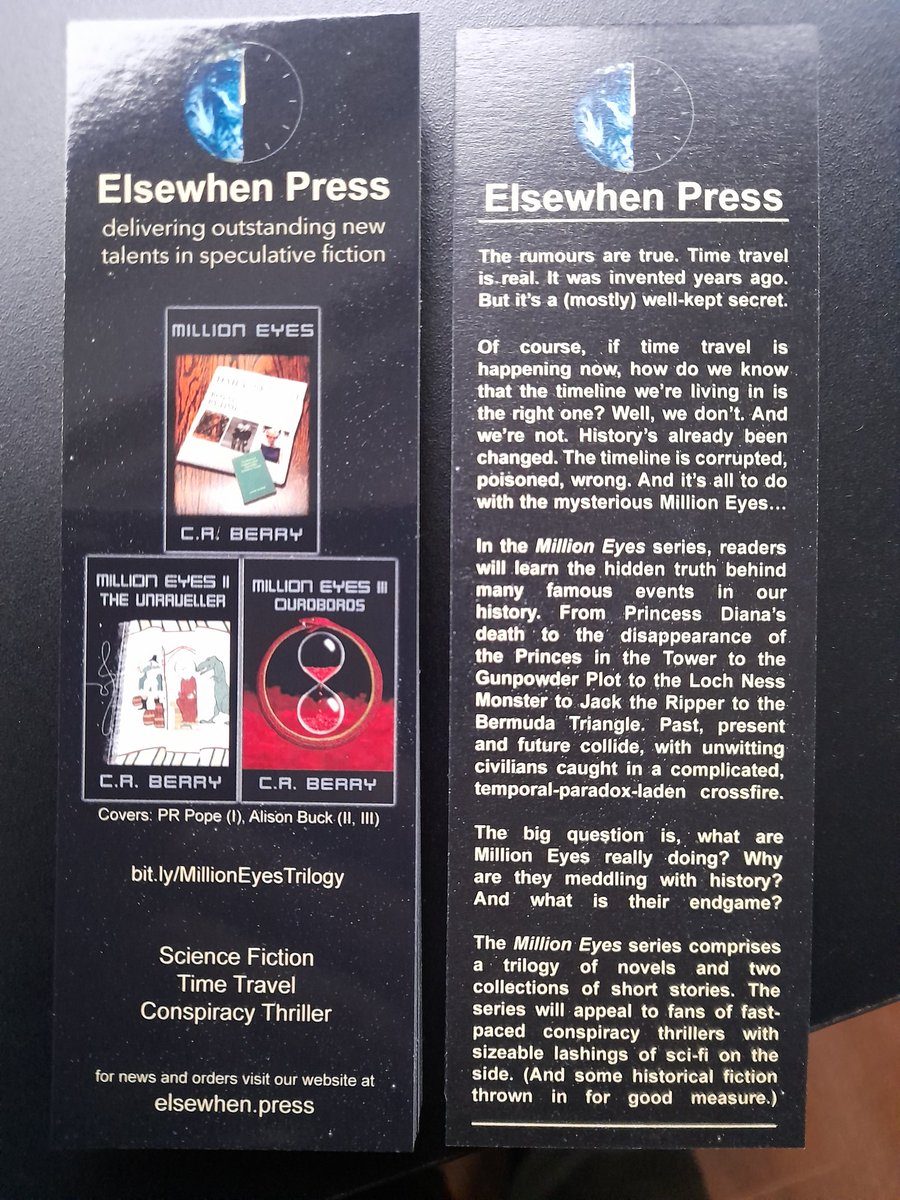 Elsewhen Press
delivering outstanding new
talents in speculative fiction
MILLION EYES
C.R. BERRY
MILLION EYES II
THE UNRAVELLER
C.R. BERRY
MILLION EYES III
OUROBOROS
C.R. BERRY
Covers: PR Pope (I), Alison Buck (II, III)
bit.ly/MillionEyesTrilogy
Science Fiction
Time Travel
Conspiracy Thriller
for news and orders visit our website at
elsewhen.press
Elsewhen Press
The rumours are true. Time travel
is real. It was invented years ago.
But it's a (mostly) well-kept secret.
Of course, if time travel is
happening now, how do we know
that the timeline we're living in is
the right one? Well, we don't. And
we're not. History's already been
changed. The timeline is corrupted,
poisoned, wrong. And it's all to do
with the mysterious Million Eyes…
In the Million Eyes series, readers
will learn the hidden truth behind
many famous events in our
history. From Princess Diana's
death to the disappearance of
the Princes in the Tower to the
Gunpowder Plot to the Loch Ness
Monster to Jack the Ripper to the
Bermuda Triangle. Past, present
and future collide, with unwitting
civilians caught in a complicated,
temporal-paradox-laden crossfire.
The big question is, what are
Million Eyes really doing? Why
are they meddling with history?
And what is their endgame?
The Million Eyes series comprises
a trilogy of novels and two
collections of short stories. The
series will appeal to fans of fast-
paced conspiracy thrillers with
sizeable lashings of sci-fi on the
side. (And some historical fiction
thrown in for good measure.)